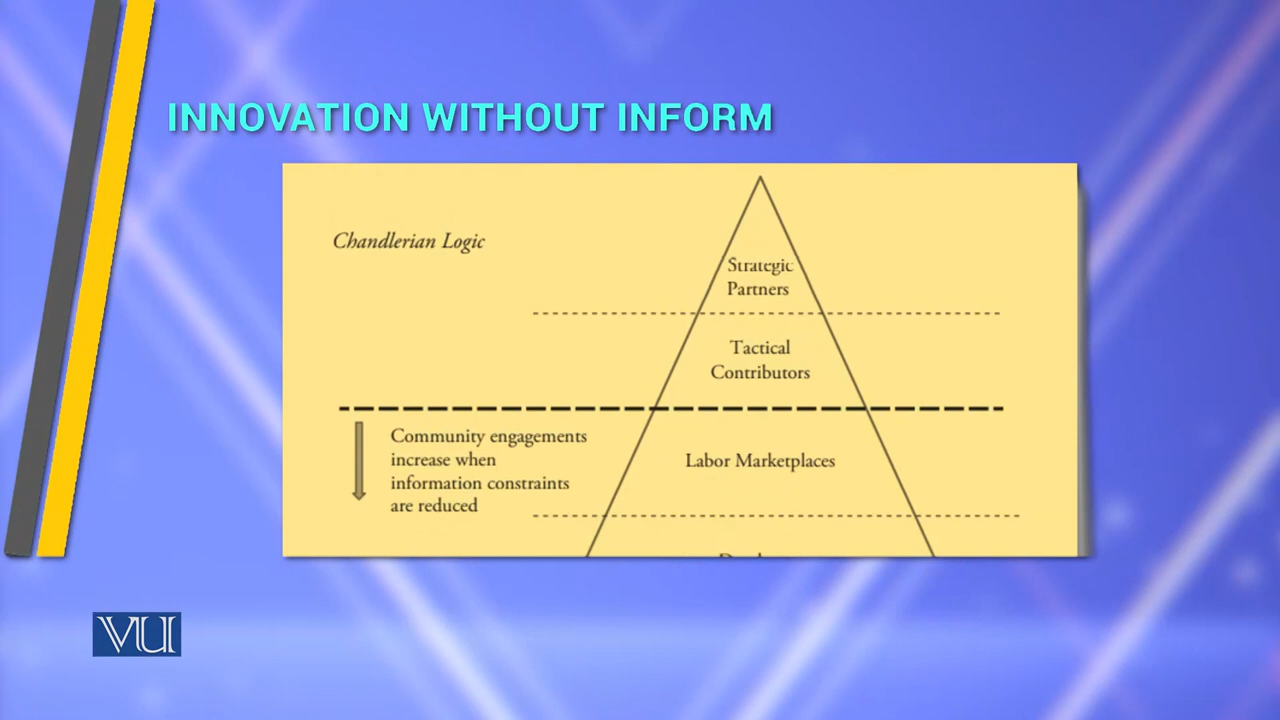 INNOVATION WITHOUT INFORM
Chandlerian Logic
Strategic
Partners
Tactical
Contributors
Community engagements
increase when
information constraints
are reduced
Labor Marketplaces
VU